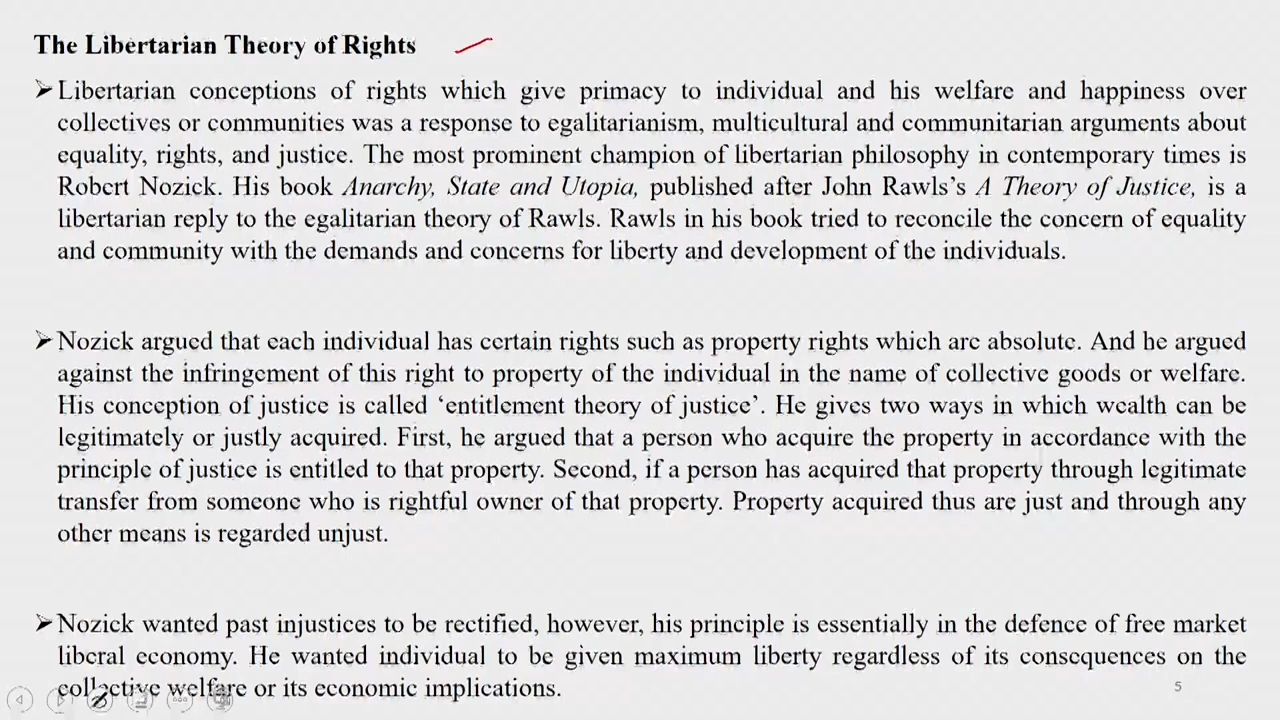 The Libertarian Theory of Rights
➢Libertarian conceptions of rights which give primacy to individual and his welfare and happiness over
collectives or communities was a response to egalitarianism, multicultural and communitarian arguments about
equality, rights, and justice. The most prominent champion of libertarian philosophy in contemporary times is
Robert Nozick. His book Anarchy, State and Utopia, published after John Rawls’s A Theory of Justice, is a
libertarian reply to the egalitarian theory of Rawls. Rawls in his book tried to reconcile the concern of equality
and community with the demands and concerns for liberty and development of the individuals.
➢Nozick argued that each individual has certain rights such as property rights which are absolute. And he argued
against the infringement of this right to property of the individual in the name of collective goods or welfare.
His conception of justice is called ‘entitlement theory of justice’. He gives two ways in which wealth can be
legitimately or justly acquired. First, he argued that a person who acquire the property in accordance with the
principle of justice is entitled to that property. Second, if a person has acquired that property through legitimate
transfer from someone who is rightful owner of that property. Property acquired thus are just and through any
other means is regarded unjust.
➢Nozick wanted past injustices to be rectified, however, his principle is essentially in the defence of free market
liberal economy. He wanted individual to be given maximum liberty regardless of its consequences on the
collective welfare or its economic implications.
5